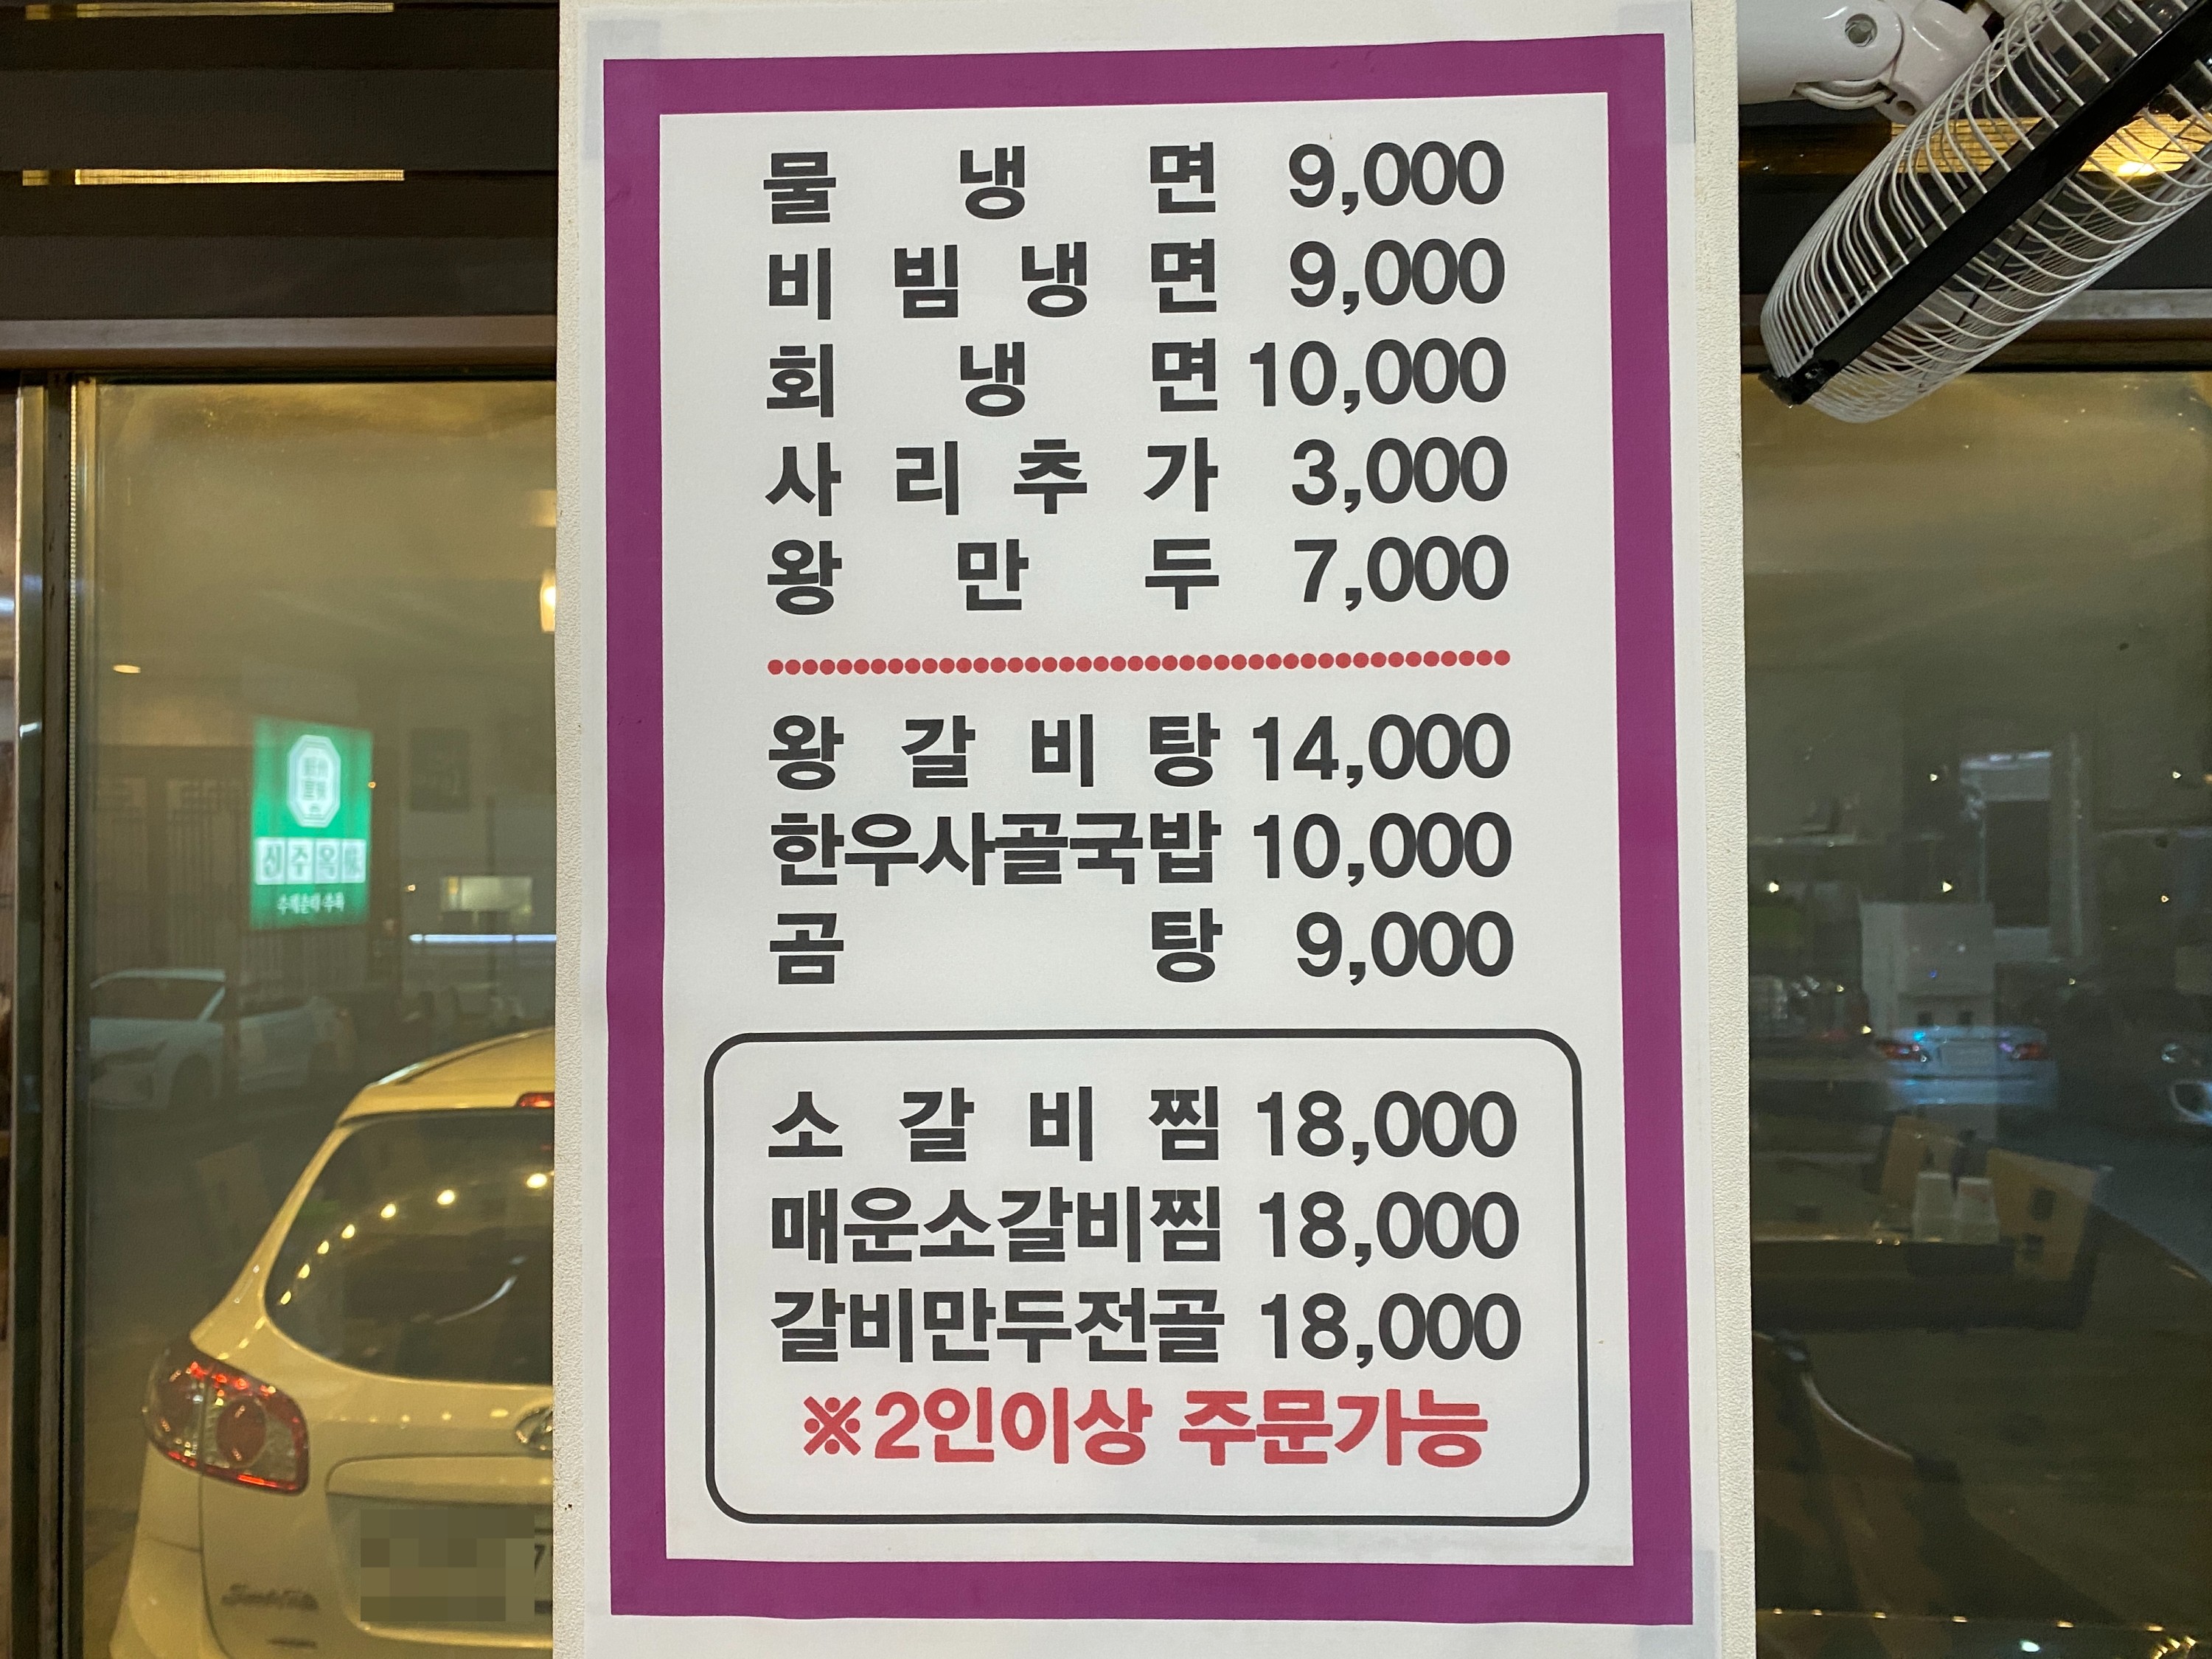 물 냉 면 9,000
비 빔 냉 면 9,000
회 냉 면 10,000
사 리 추 가 3,000
왕 만 두 7,000
왕 갈 비 탕 14,000
한우사골국밥 10,000
곰 탕 9,000
소 갈 비 찜 18,000
매운소갈비찜 18,000
갈비만두전골 18,000
※2인이상 주문가능